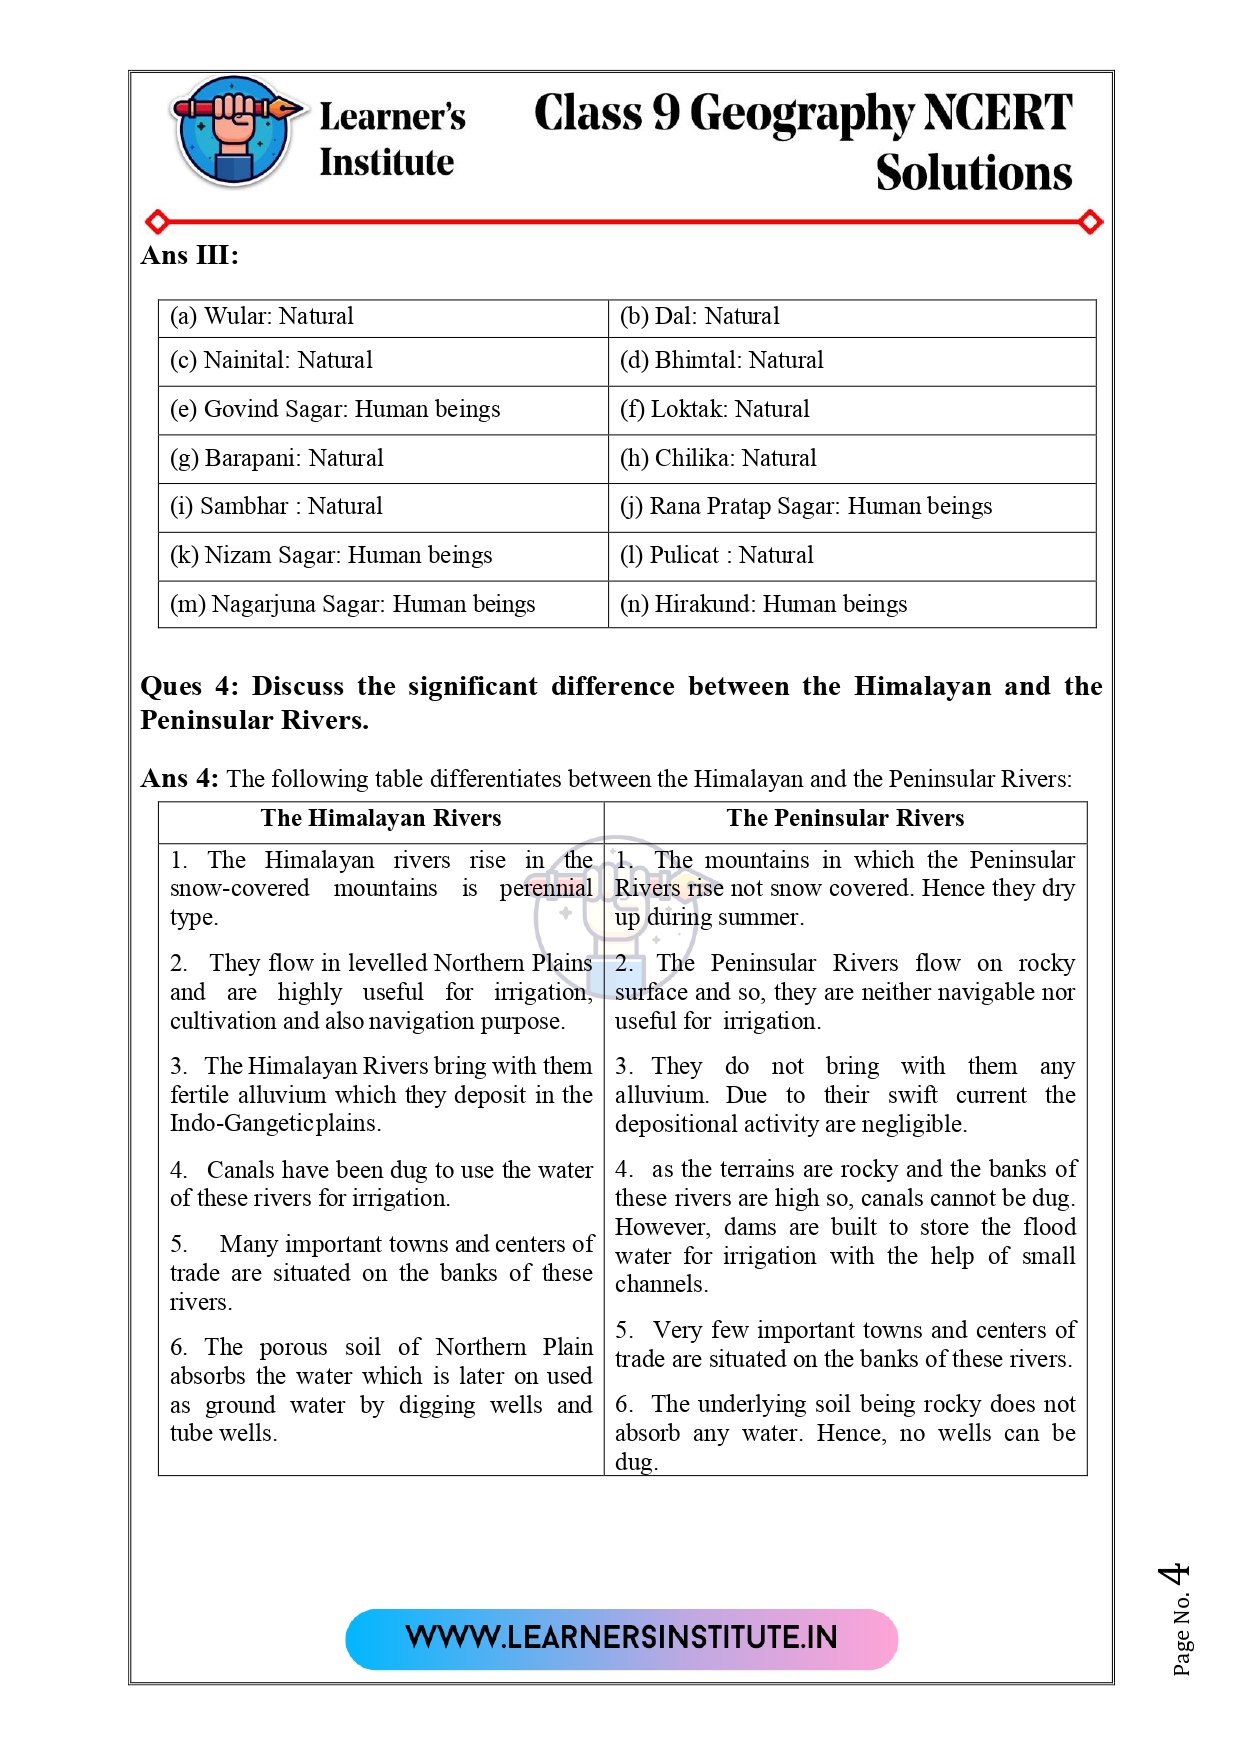 Learner's
Institute
Class 9 Geography NCERT
Solutions
Ans III:
(a) Wular: Natural
(b) Dal: Natural
(c) Nainital: Natural
(d) Bhimtal: Natural
(e) Govind Sagar: Human beings
(f) Loktak: Natural
(g) Barapani: Natural
(h) Chilika: Natural
(i) Sambhar : Natural
(j) Rana Pratap Sagar: Human beings
(k) Nizam Sagar: Human beings
(l) Pulicat : Natural
(m) Nagarjuna Sagar: Human beings
(n) Hirakund: Human beings
Ques 4: Discuss the significant difference between the Himalayan and the
Peninsular Rivers.
Ans 4: The following table differentiates between the Himalayan and the Peninsular Rivers:
The Himalayan Rivers
1. The Himalayan rivers rise in the
snow-covered mountains is perennial
type.
2. They flow in levelled Northern Plains
and are highly useful for irrigation,
cultivation and also navigation purpose.
3. The Himalayan Rivers bring with them
fertile alluvium which they deposit in the
Indo-Gangetic plains.
4. Canals have been dug to use the water
of these rivers for irrigation.
5. Many important towns and centers of
trade are situated on the banks of these
rivers.
6. The porous soil of Northern Plain
absorbs the water which is later on used
as ground water by digging wells and
tube wells.
The Peninsular Rivers
1. The mountains in which the Peninsular
Rivers rise not snow covered. Hence they dry
up during summer.
2. The Peninsular Rivers flow on rocky
surface and so, they are neither navigable nor
useful for irrigation.
3. They do not bring with them any
alluvium. Due to their swift current the
depositional activity are negligible.
4. as the terrains are rocky and the banks of
these rivers are high so, canals cannot be dug.
However, dams are built to store the flood
water for irrigation with the help of small
channels.
5. Very few important towns and centers of
trade are situated on the banks of these rivers.
6. The underlying soil being rocky does not
absorb any water. Hence, no wells can be
dug.
WWW.LEARNERSINSTITUTE.IN
Page No. 4